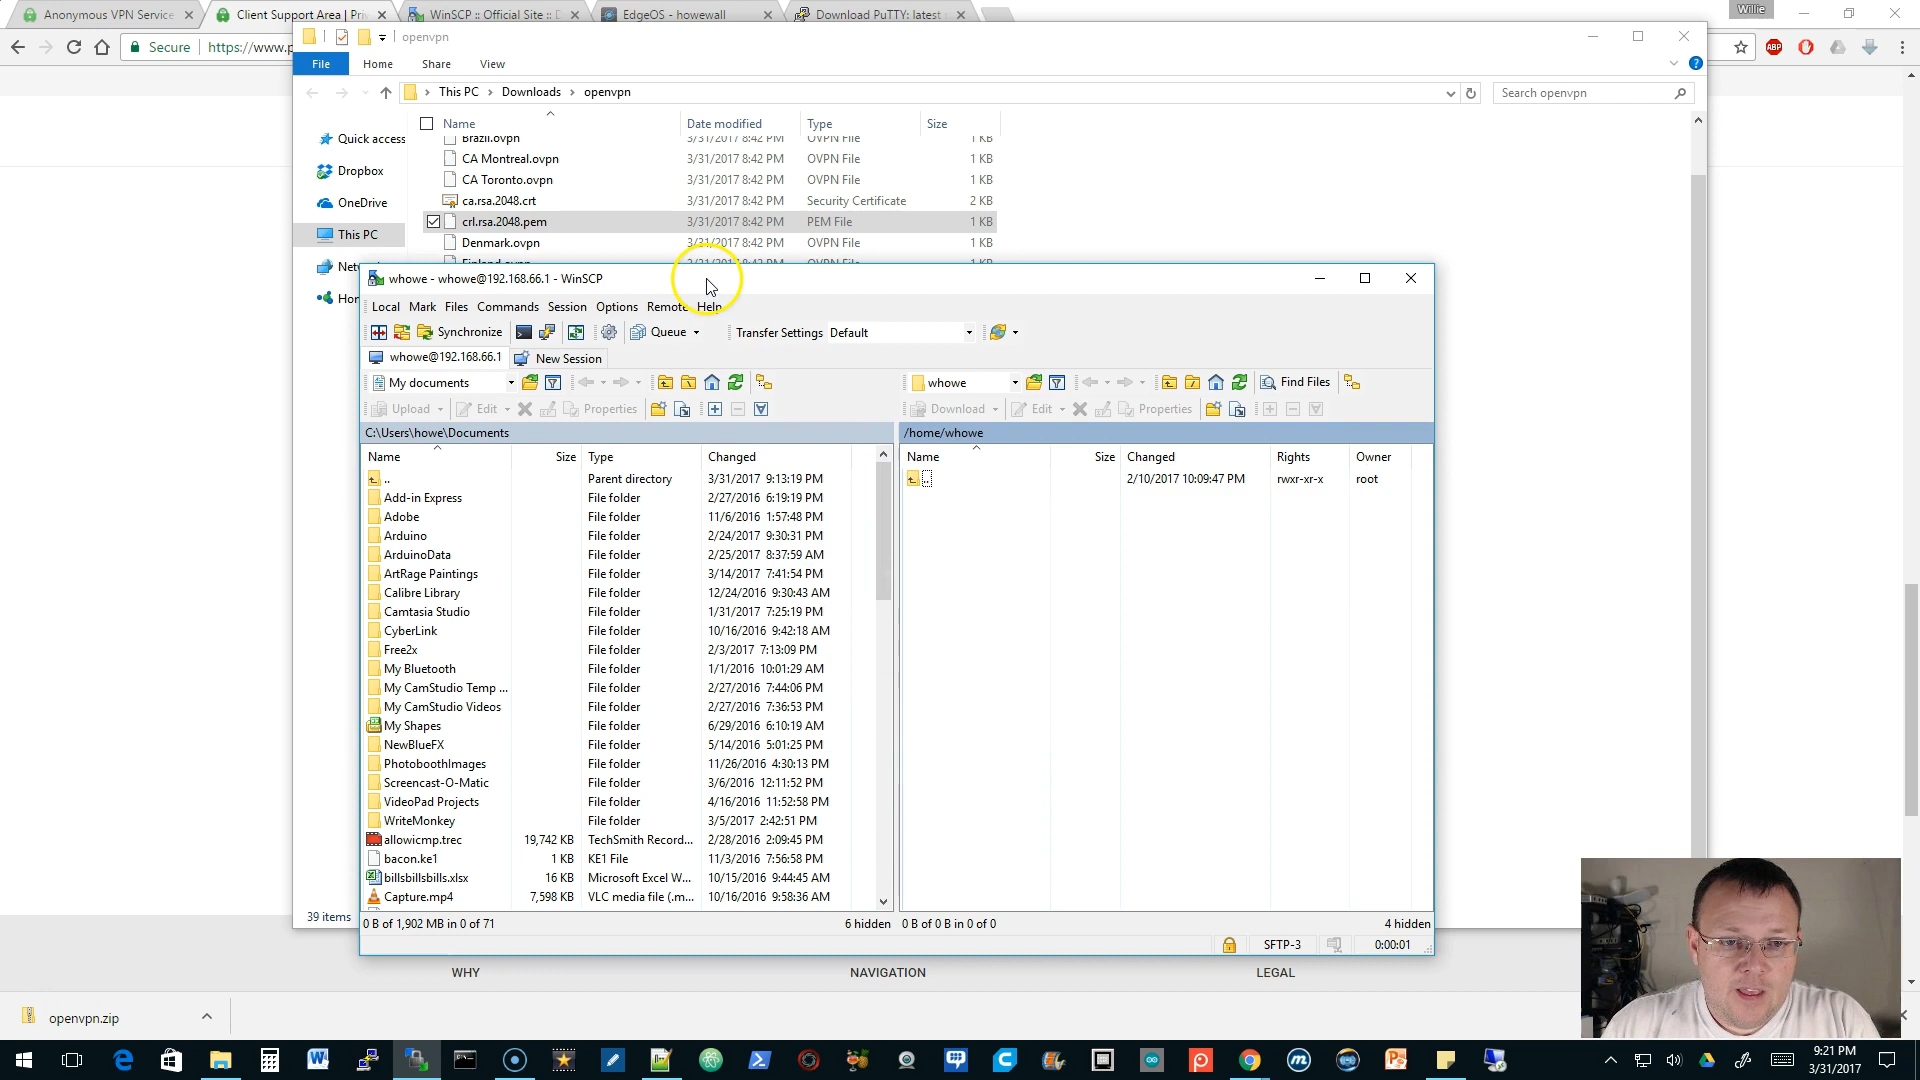 Anonymous VPN Service
Client Support Area | Pri
WinSCP :: Official Site :: D
EdgeOS - howewall
Download PuTTY: latest
Willie
Secure
https://www.p
ABP
openvpn
File
Home
Share
View
This PC
Downloads
openvpn
Search openvpn
Name
Date modified
Type
Size
Brazil.ovpn 3/31/2017 8:42 PM OVPN File 1 KB
CA Montreal.ovpn 3/31/2017 8:42 PM OVPN File 1 KB
CA Toronto.ovpn 3/31/2017 8:42 PM OVPN File 1 KB
ca.rsa.2048.crt 3/31/2017 8:42 PM Security Certificate 2 KB
crl.rsa.2048.pem 3/31/2017 8:42 PM PEM File 1 KB
Denmark.ovpn 3/31/2017 8:42 PM OVPN File 1 KB
Quick access
Dropbox
OneDrive
This PC
Netw
Hom
39 items
whowe - whowe@192.168.66.1 - WinSCP
Local Mark Files Commands Session Options Remote Help
Synchronize
Queue
Transfer Settings Default
whowe@192.168.66.1
New Session
My documents
whowe
Find Files
Upload
Edit
Properties
Download
Edit
Properties
C:\Users\howe\Documents
/home/whowe
Name Size Type Changed
Name Size Changed Rights Owner
.. Parent directory 3/31/2017 9:13:19 PM
.. 2/10/2017 10:09:47 PM rwxr-xr-x root
Add-in Express File folder 2/27/2016 6:19:19 PM
Adobe File folder 11/6/2016 1:57:48 PM
Arduino File folder 2/24/2017 9:30:31 PM
ArduinoData File folder 2/25/2017 8:37:59 AM
ArtRage Paintings File folder 3/14/2017 7:41:54 PM
Calibre Library File folder 12/24/2016 9:30:43 AM
Camtasia Studio File folder 1/31/2017 7:25:19 PM
CyberLink File folder 10/16/2016 9:42:18 AM
Free2x File folder 2/3/2017 7:13:09 PM
My Bluetooth File folder 1/1/2016 10:01:29 AM
My CamStudio Temp ... File folder 2/27/2016 7:44:06 PM
My CamStudio Videos File folder 2/27/2016 7:36:53 PM
My Shapes File folder 6/29/2016 6:10:19 AM
NewBlueFX File folder 5/14/2016 5:01:25 PM
PhotoboothImages File folder 11/26/2016 4:30:13 PM
Screencast-O-Matic File folder 3/6/2016 12:11:52 PM
VideoPad Projects File folder 4/16/2016 11:52:58 PM
WriteMonkey File folder 3/5/2017 2:42:51 PM
allowicmp.trec 19,742 KB TechSmith Record... 2/28/2016 2:09:45 PM
bacon.ke1 1 KB KE1 File 11/3/2016 7:56:58 PM
billsbillsbills.xlsx 16 KB Microsoft Excel W... 10/15/2016 9:44:45 AM
Capture.mp4 7,598 KB VLC media file (.m... 10/16/2016 9:58:36 AM
0 B of 1,902 MB in 0 of 71
6 hidden
0 B of 0 B in 0 of 0
4 hidden
SFTP-3
0:00:01
WHY
NAVIGATION
LEGAL
openvpn.zip
9:21 PM
3/31/2017